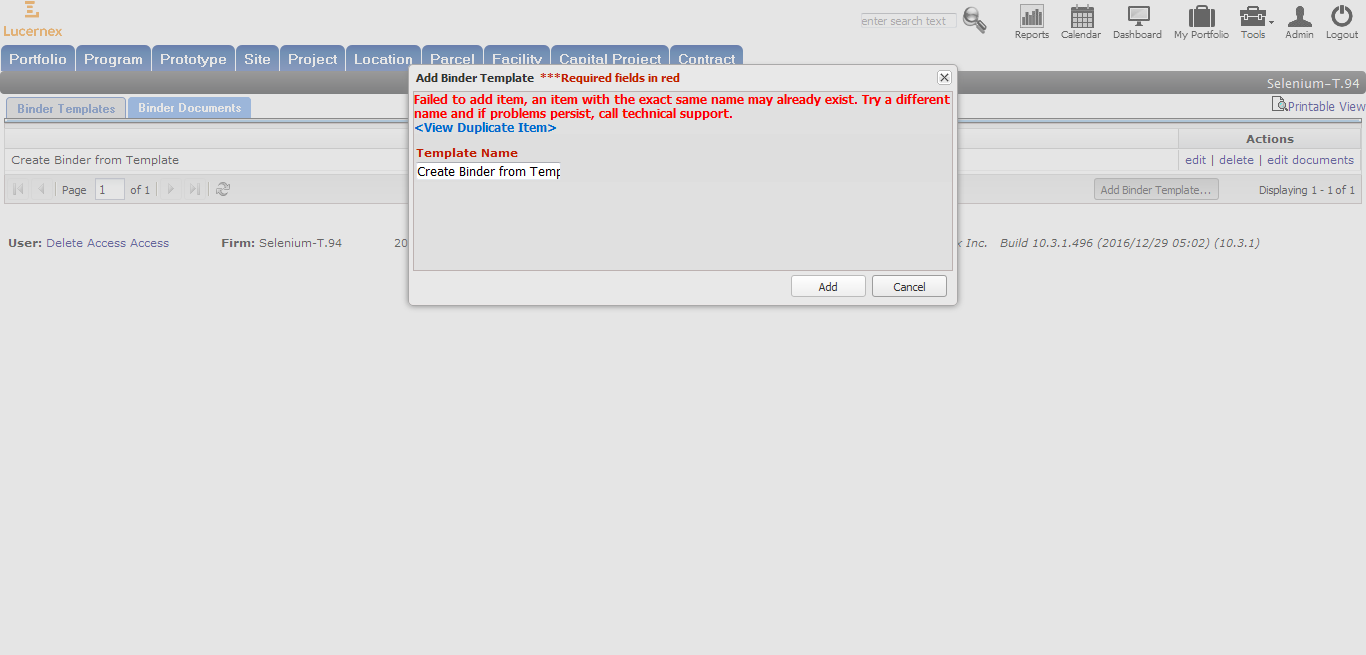 Lucernex
enter search text
Reports
Calendar
Dashboard
My Portfolio
Tools
Admin
Logout
Portfolio
Program
Prototype
Site
Project
Location
Parcel
Facility
Capital Project
Contract
Selenium-T.94
Binder Templates
Binder Documents
Printable View
Add Binder Template ***Required fields in red
Failed to add item, an item with the exact same name may already exist. Try a different
name and if problems persist, call technical support.
<View Duplicate Item>
Template Name
Create Binder from Temp
Add
Cancel
Actions
Create Binder from Template
edit | delete | edit documents
Page 1 of 1
Add Binder Template...
Displaying 1 - 1 of 1
User: Delete Access Access
Firm: Selenium-T.94
20
x Inc. Build 10.3.1.496 (2016/12/29 05:02) (10.3.1)